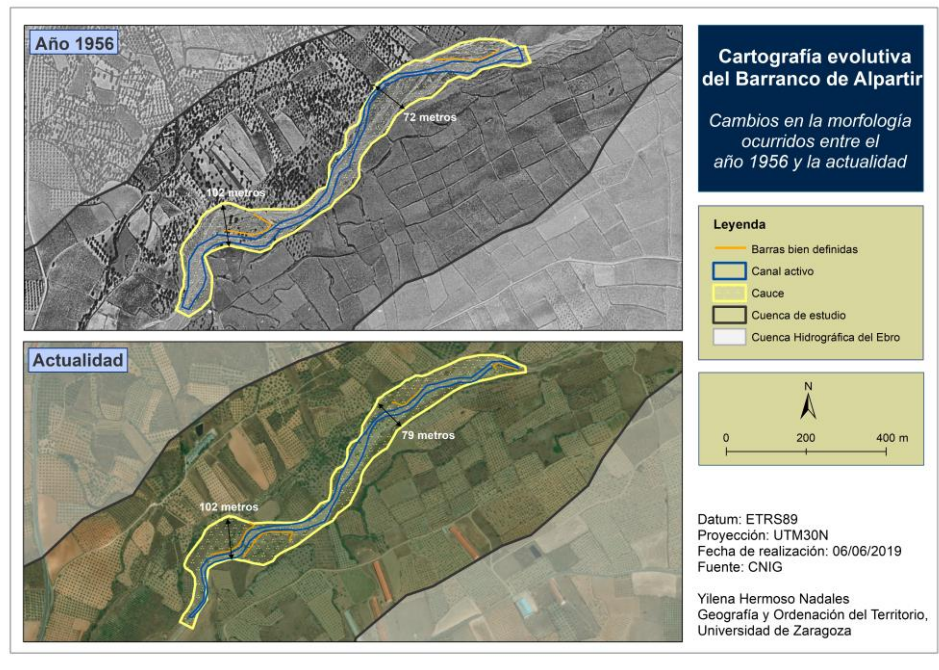 Año 1956
72 metros
102 metros
Actualidad
79 metros
102 metros
Cartografía evolutiva
del Barranco de Alpartir
Cambios en la morfología
ocurridos entre el
año 1956 y la actualidad
Leyenda
Barras bien definidas
Canal activo
Cauce
Cuenca de estudio
Cuenca Hidrográfica del Ebro
N
0 200 400 m
Datum: ETRS89
Proyección: UTM30N
Fecha de realización: 06/06/2019
Fuente: CNIG
Yilena Hermoso Nadales
Geografía y Ordenación del Territorio,
Universidad de Zaragoza